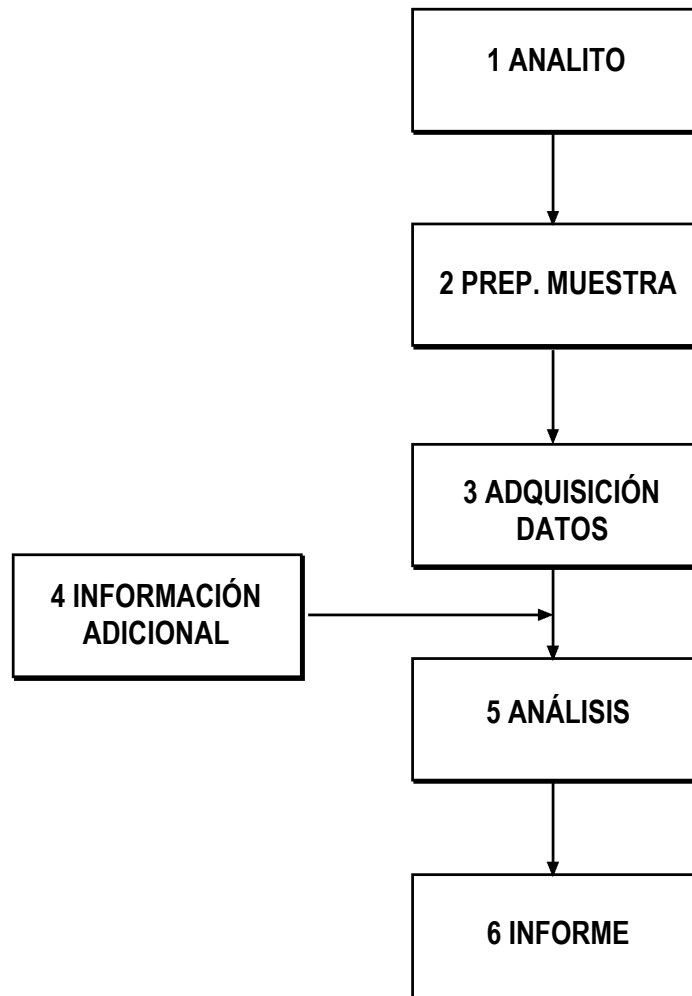 1 ANALITO
2 PREP. MUESTRA
3 ADQUISICIÓN
DATOS
4 INFORMACIÓN
ADICIONAL
5 ANÁLISIS
6 INFORME